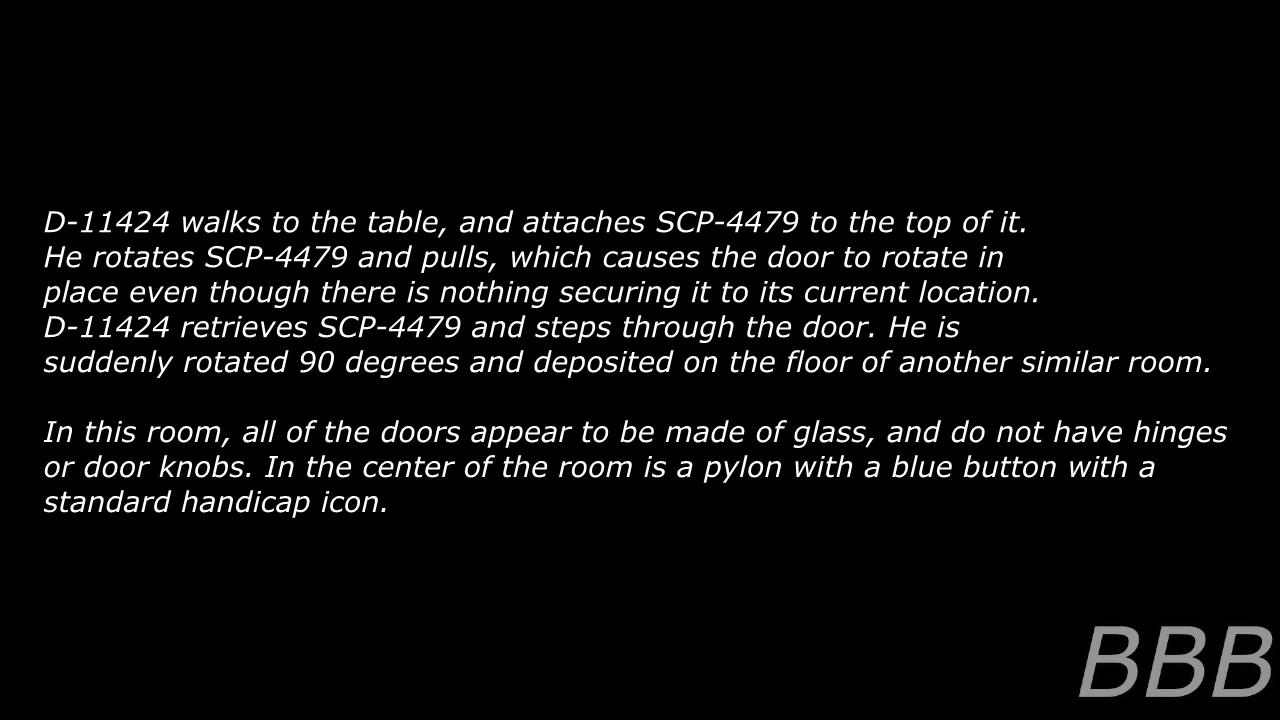 D-11424 walks to the table, and attaches SCP-4479 to the top of it.
He rotates SCP-4479 and pulls, which causes the door to rotate in
place even though there is nothing securing it to its current location.
D-11424 retrieves SCP-4479 and steps through the door. He is
suddenly rotated 90 degrees and deposited on the floor of another similar room.
In this room, all of the doors appear to be made of glass, and do not have hinges
or door knobs. In the center of the room is a pylon with a blue button with a
standard handicap icon.
BBB